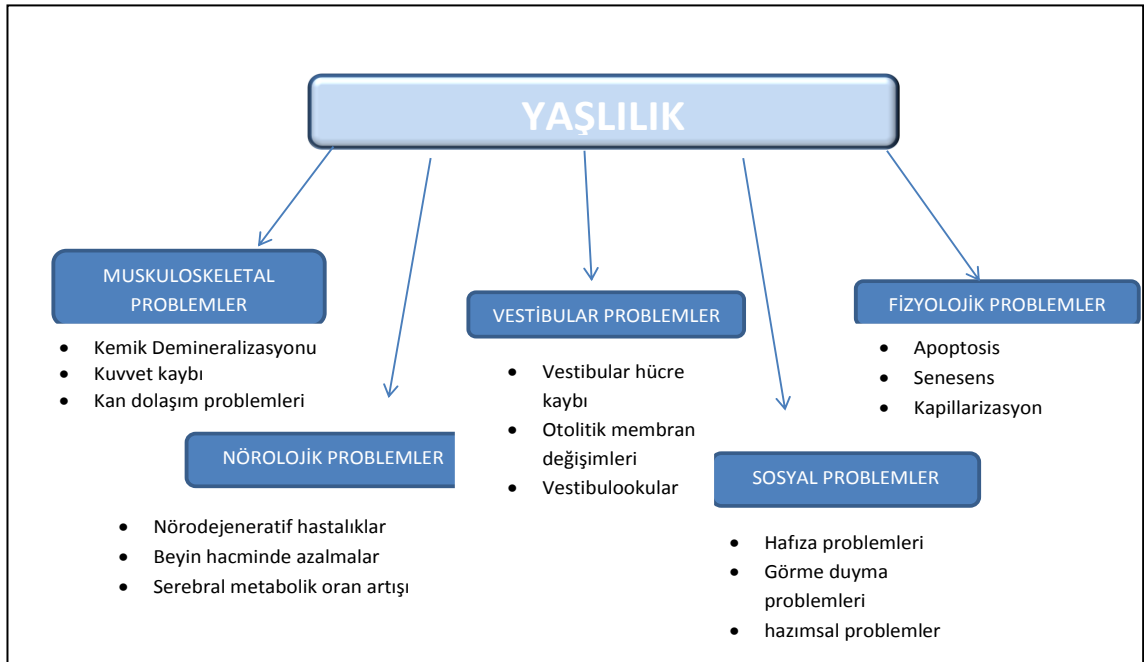 YAŞLILIK
MUSKULOSKELETAL
PROBLEMLER
• Kemik Demineralizasyonu
• Kuvvet kaybı
• Kan dolaşım problemleri
NÖROLOJİK PROBLEMLER
• Nörodejeneratif hastalıklar
• Beyin hacminde azalmalar
• Serebral metabolik oran artışı
VESTİBULAR PROBLEMLER
• Vestibular hücre
kaybı
• Otolitik membran
değişimleri
• Vestibulookular
SOSYAL PROBLEMLER
• Hafıza problemleri
• Görme duyma
problemleri
• hazımsal problemler
FİZYOLOJİK PROBLEMLER
• Apoptosis
• Senesens
• Kapillarizasyon